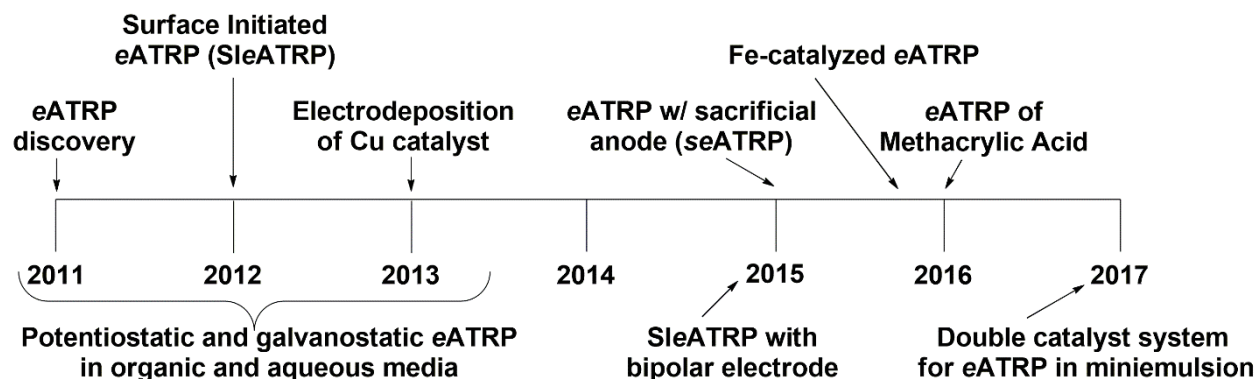 Surface Initiated
eATRP (SIeATRP)
Fe-catalyzed eATRP
eATRP
discovery
Electrodeposition
of Cu catalyst
eATRP w/ sacrificial
anode (seATRP)
eATRP of
Methacrylic Acid
2011
2012
2013
2014
2015
2016
2017
Potentiostatic and galvanostatic eATRP
in organic and aqueous media
SIeATRP with
bipolar electrode
Double catalyst system
for eATRP in miniemulsion